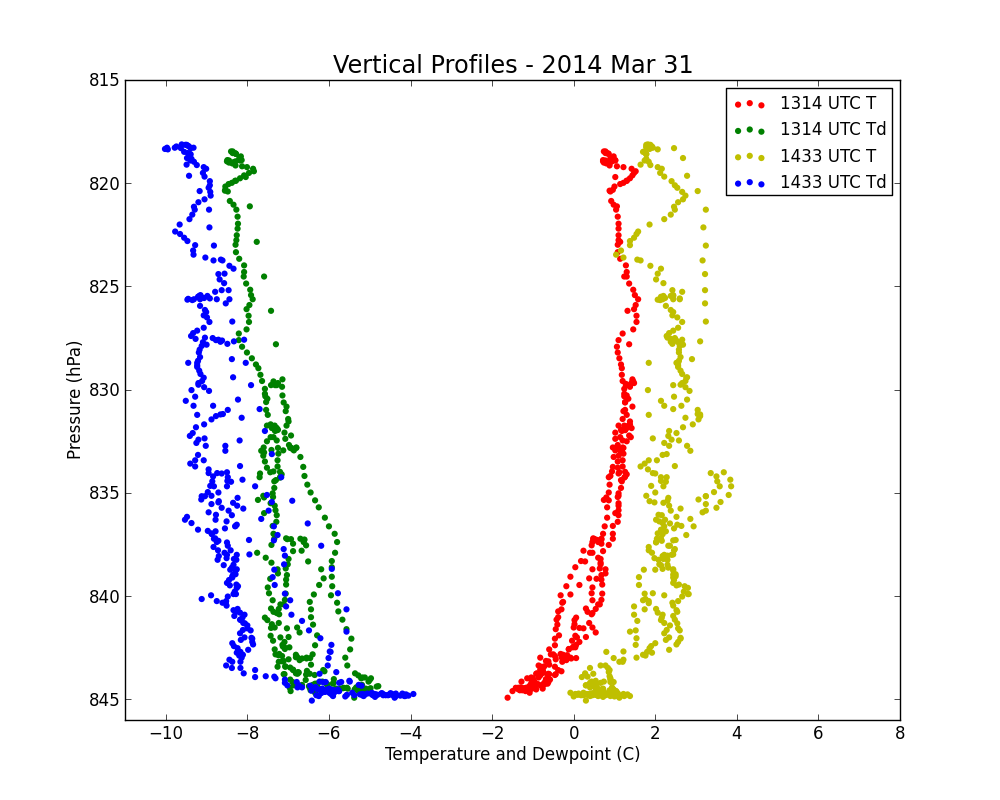 Vertical Profiles - 2014 Mar 31
815
820
825
830
835
840
845
Pressure (hPa)
1314 UTC T
1314 UTC Td
1433 UTC T
1433 UTC Td
−10
−8
−6
−4
−2
0
2
4
6
8
Temperature and Dewpoint (C)